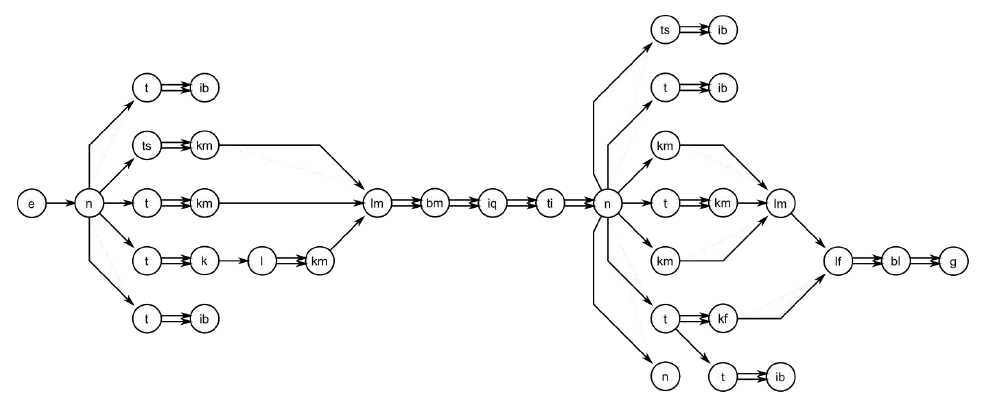 ts ib
t ib t ib
ts km km
e n t km lm bm iq ti n t km lm
t k l km km lf bl g
t ib t kf
n t ib